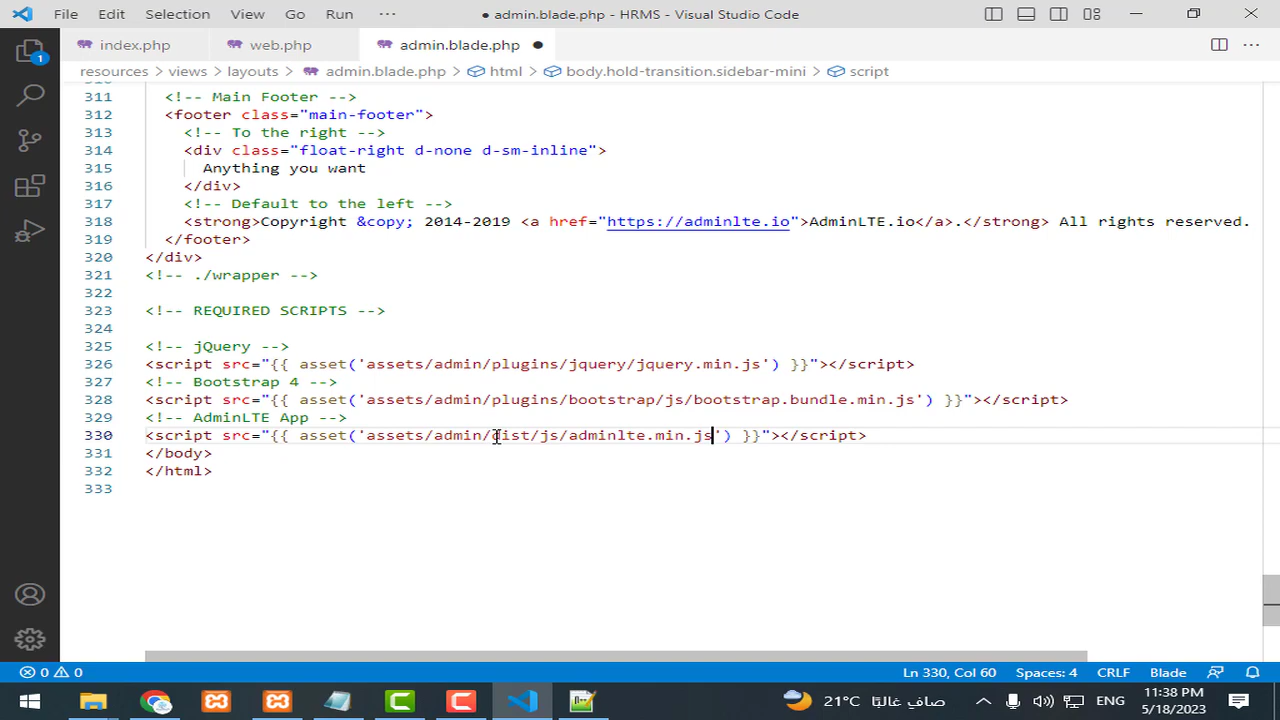 File Edit Selection View Go Run ··· ● admin.blade.php - HRMS - Visual Studio Code
index.php web.php admin.blade.php ●
resources > views > layouts > admin.blade.php > html > body.hold-transition.sidebar-mini > script
311 <!-- Main Footer -->
312 <footer class="main-footer">
313 <!-- To the right -->
314 <div class="float-right d-none d-sm-inline">
315 Anything you want
316 </div>
317 <!-- Default to the left -->
318 <strong>Copyright &copy; 2014-2019 <a href="https://adminlte.io">AdminLTE.io</a>.</strong> All rights reserved.
319 </footer>
320 </div>
321 <!-- ./wrapper -->
322
323 <!-- REQUIRED SCRIPTS -->
324
325 <!-- jQuery -->
326 <script src="{{ asset('assets/admin/plugins/jquery/jquery.min.js') }}"></script>
327 <!-- Bootstrap 4 -->
328 <script src="{{ asset('assets/admin/plugins/bootstrap/js/bootstrap.bundle.min.js') }}"></script>
329 <!-- AdminLTE App -->
330 <script src="{{ asset('assets/admin/dist/js/adminlte.min.js') }}"></script>
331 </body>
332 </html>
333
1
0 0 Ln 330, Col 60 Spaces: 4 CRLF Blade
21°C صاف غالبًا ENG 11:38 PM
5/18/2023